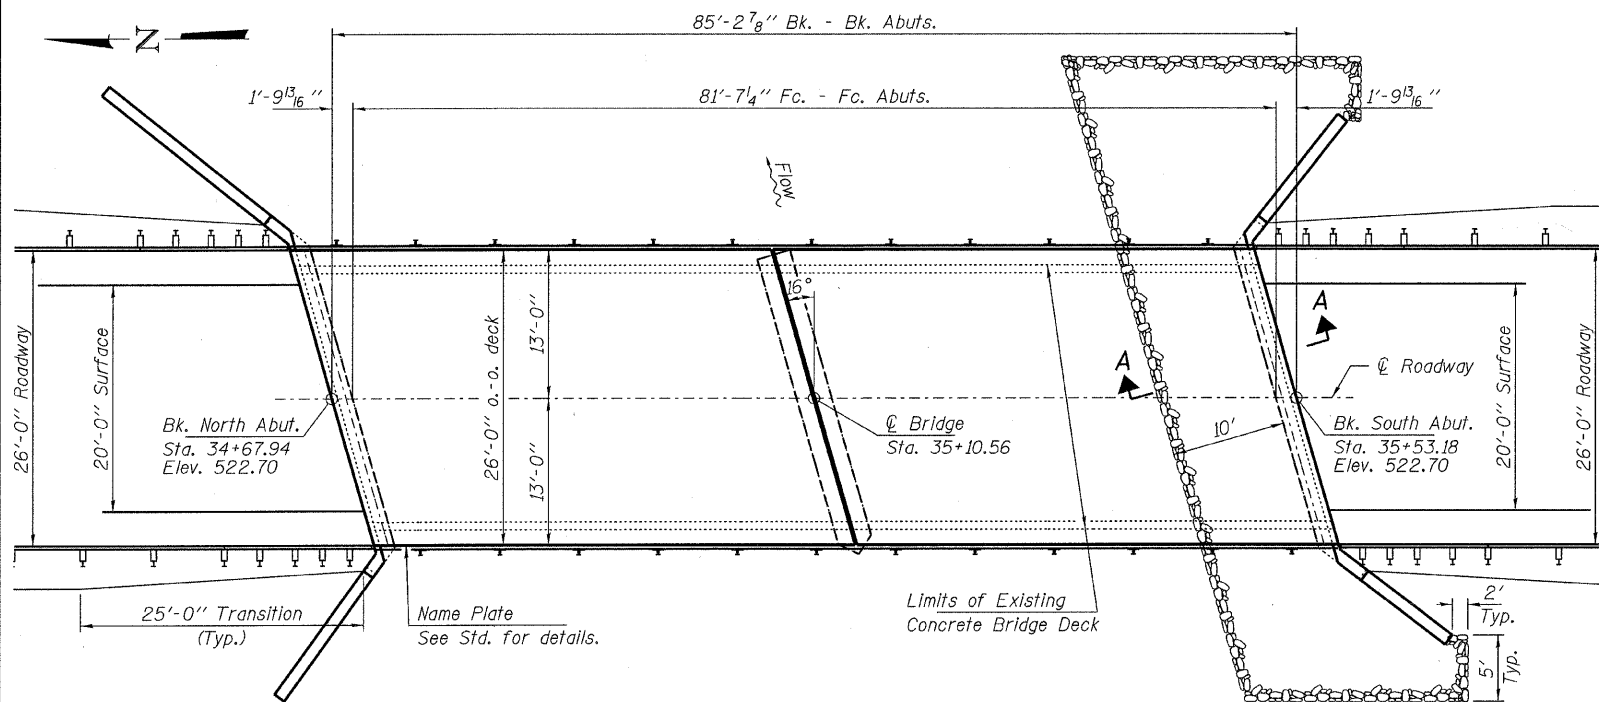 85'-2 7/8" Bk. - Bk. Abuts.
N
1'-9 13/16"
81'-7 1/4" Fc. - Fc. Abuts.
1'-9 13/16"
Flow
16°
A
A
26'-0" Roadway
20'-0" Surface
26'-0" o.-o. deck
13'-0"
13'-0"
℄ Roadway
20'-0" Surface
26'-0" Roadway
Bk. North Abut.
Sta. 34+67.94
Elev. 522.70
℄ Bridge
Sta. 35+10.56
10'
Bk. South Abut.
Sta. 35+53.18
Elev. 522.70
25'-0" Transition
(Typ.)
Name Plate
See Std. for details.
Limits of Existing
Concrete Bridge Deck
2'
Typ.
5'
Typ.